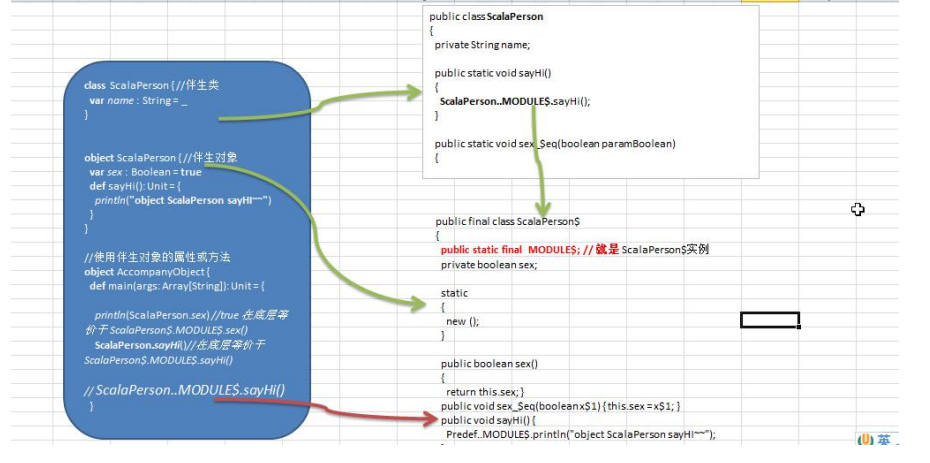 class ScalaPerson{//伴生类
var name : String = _
}
object ScalaPerson{//伴生对象
var sex : Boolean = true
def sayHi(): Unit = {
println("object ScalaPerson sayHI~~")
}
}
//使用伴生对象的属性或方法
object AccompanyObject{
def main(args: Array[String]): Unit = {
println(ScalaPerson.sex)//true 在底层等
价于 ScalaPerson$.MODULE$.sex()
ScalaPerson.sayHi()//在底层等价于
ScalaPerson$.MODULE$.sayHi()
// ScalaPerson..MODULE$.sayHi()
}
public class ScalaPerson
{
private String name;
public static void sayHi()
{
ScalaPerson..MODULE$.sayHi();
}
public static void sex_$eq(boolean paramBoolean)
{
public final class ScalaPerson$
{
public static final  MODULE$; // 就是 ScalaPerson$实例
private boolean sex;
static
{
new ();
}
public boolean sex()
{
return this.sex; }
public void sex_$eq(boolean x$1) { this.sex = x$1; }
public void sayHi() {
Predef..MODULE$.println("object ScalaPerson sayHI~~");
英